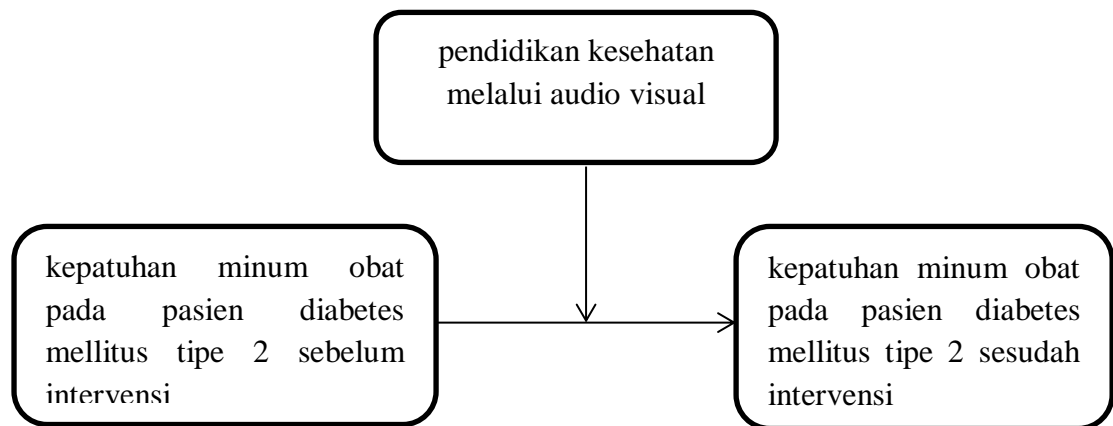 pendidikan kesehatan
melalui audio visual
kepatuhan minum obat
pada pasien diabetes
mellitus tipe 2 sebelum
intervensi
kepatuhan minum obat
pada pasien diabetes
mellitus tipe 2 sesudah
intervensi